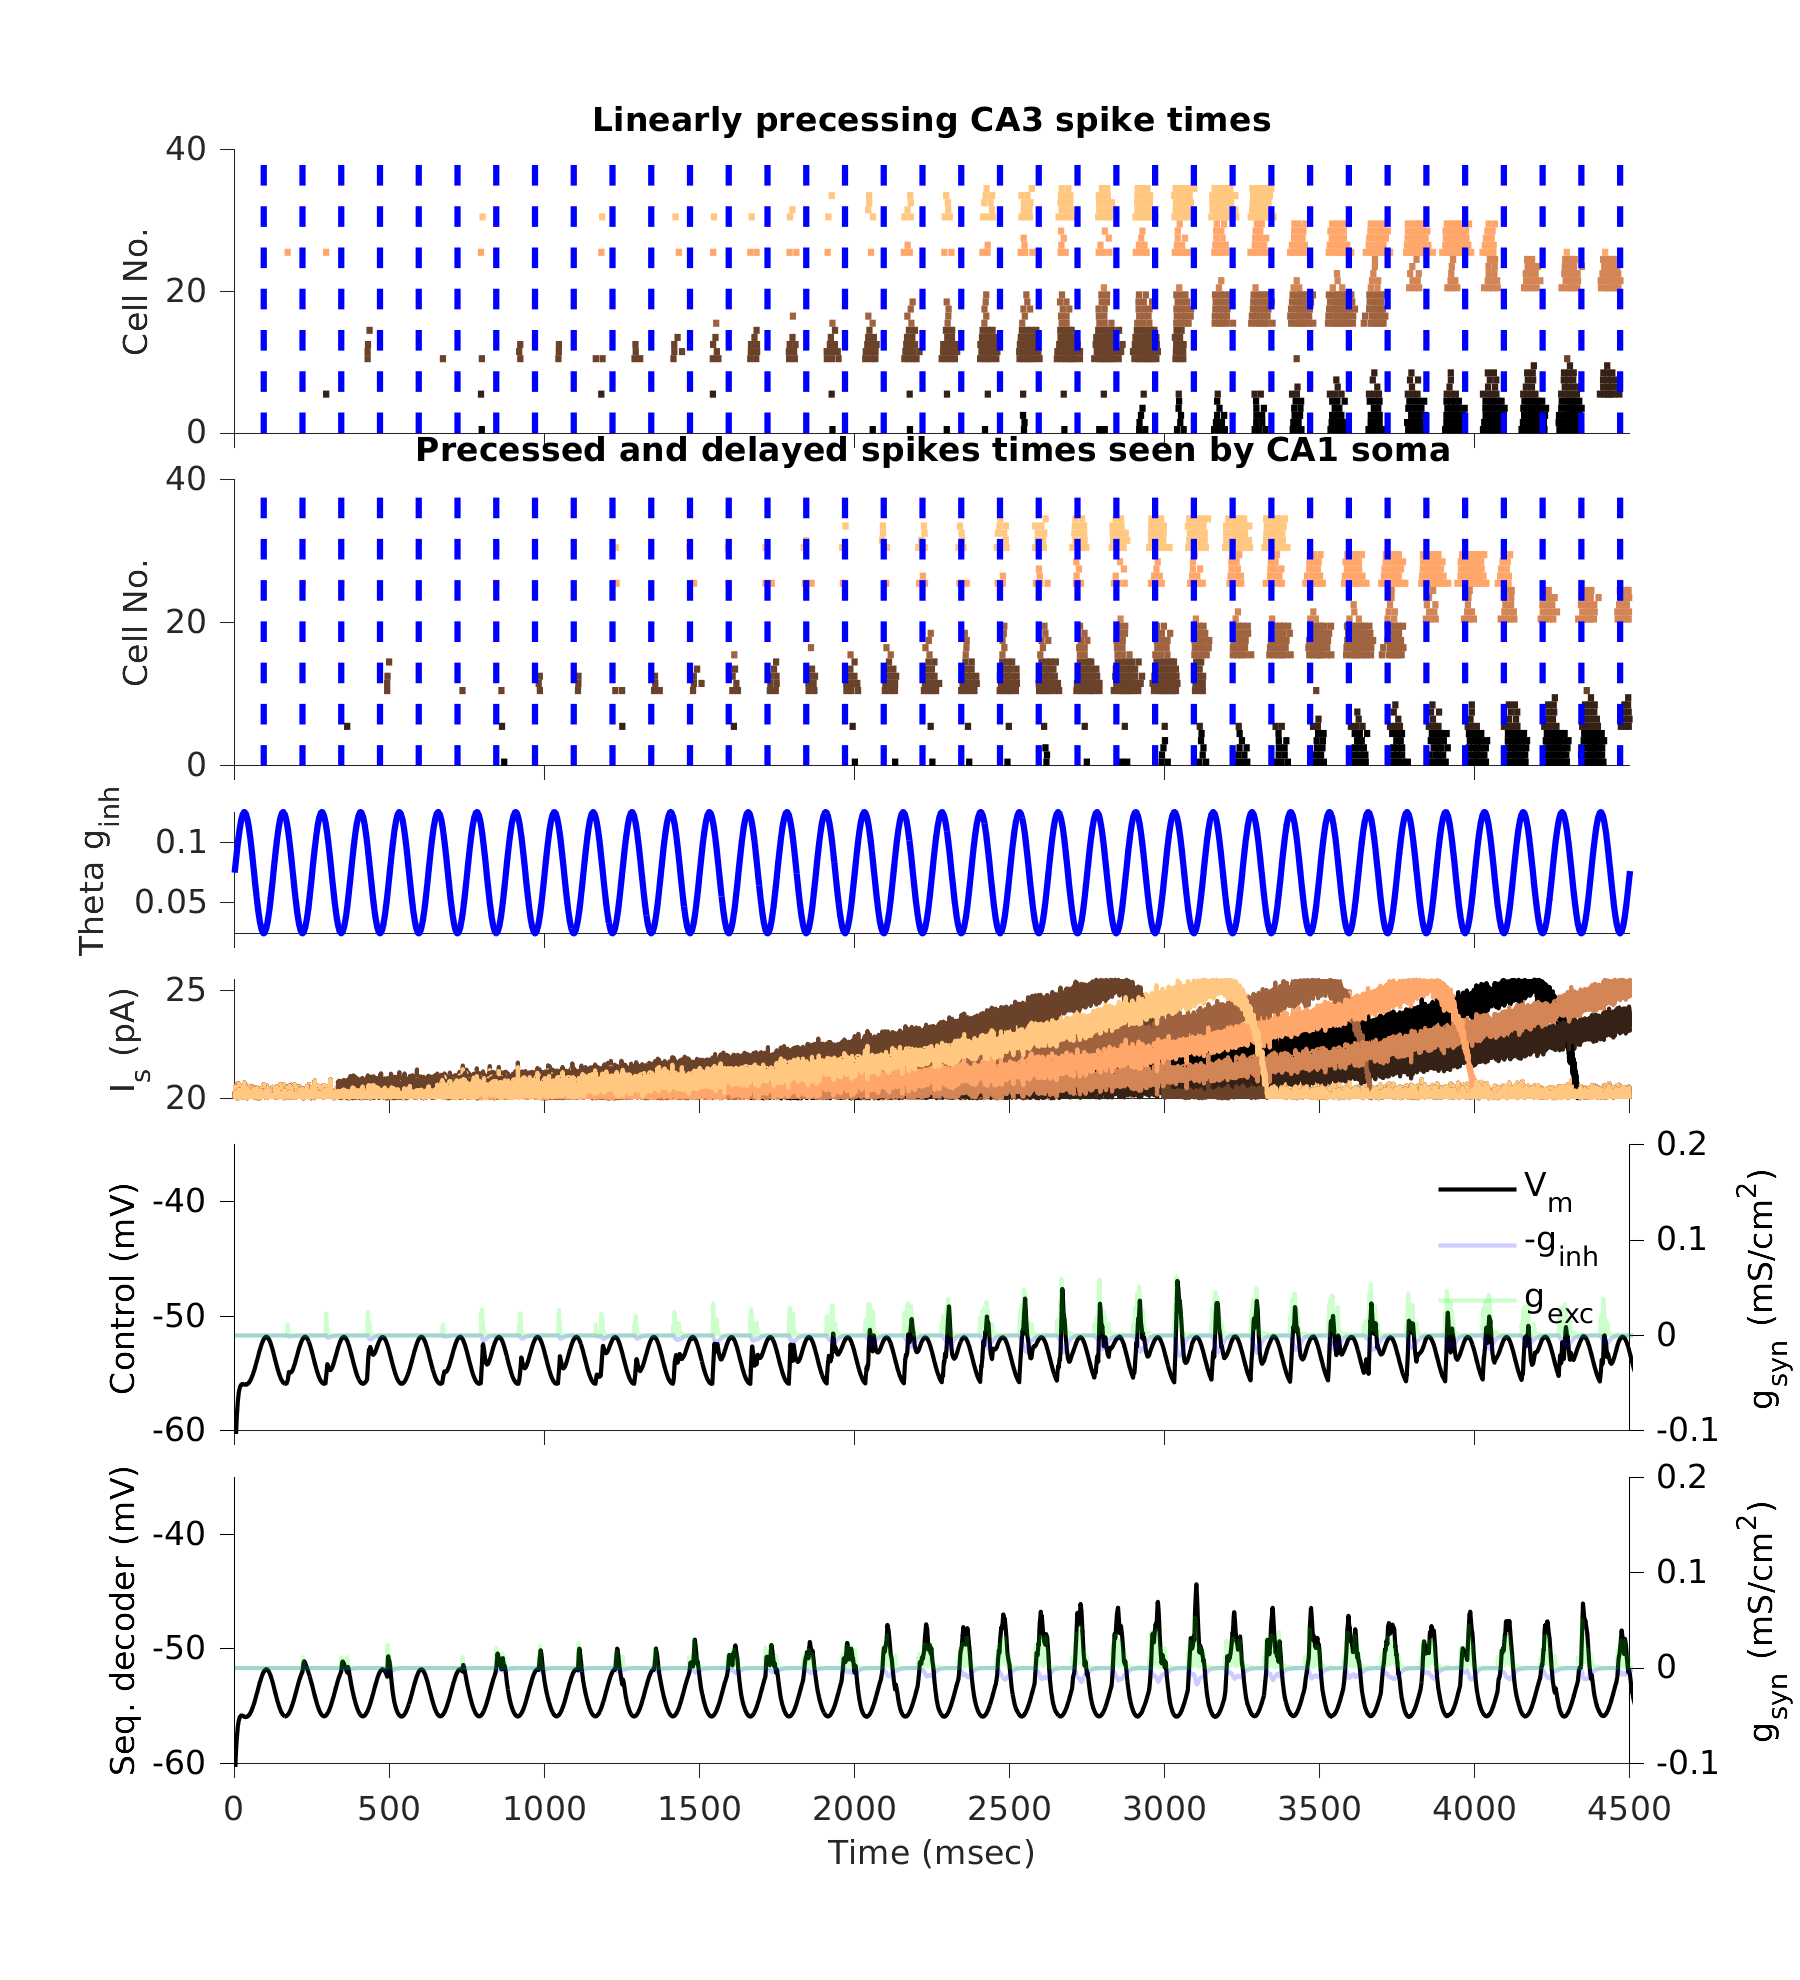 Linearly precessing CA3 spike times
40
20
0
Cell No.
Precessed and delayed spikes times seen by CA1 soma
40
20
0
Cell No.
0.1
0.05
Theta g_inh
25
20
I_s (pA)
-40
-50
-60
Control (mV)
V_m
-g_inh
g_exc
0.2
0.1
0
-0.1
g_syn (mS/cm^2)
-40
-50
-60
Seq. decoder (mV)
0.2
0.1
0
-0.1
g_syn (mS/cm^2)
0 500 1000 1500 2000 2500 3000 3500 4000 4500
Time (msec)